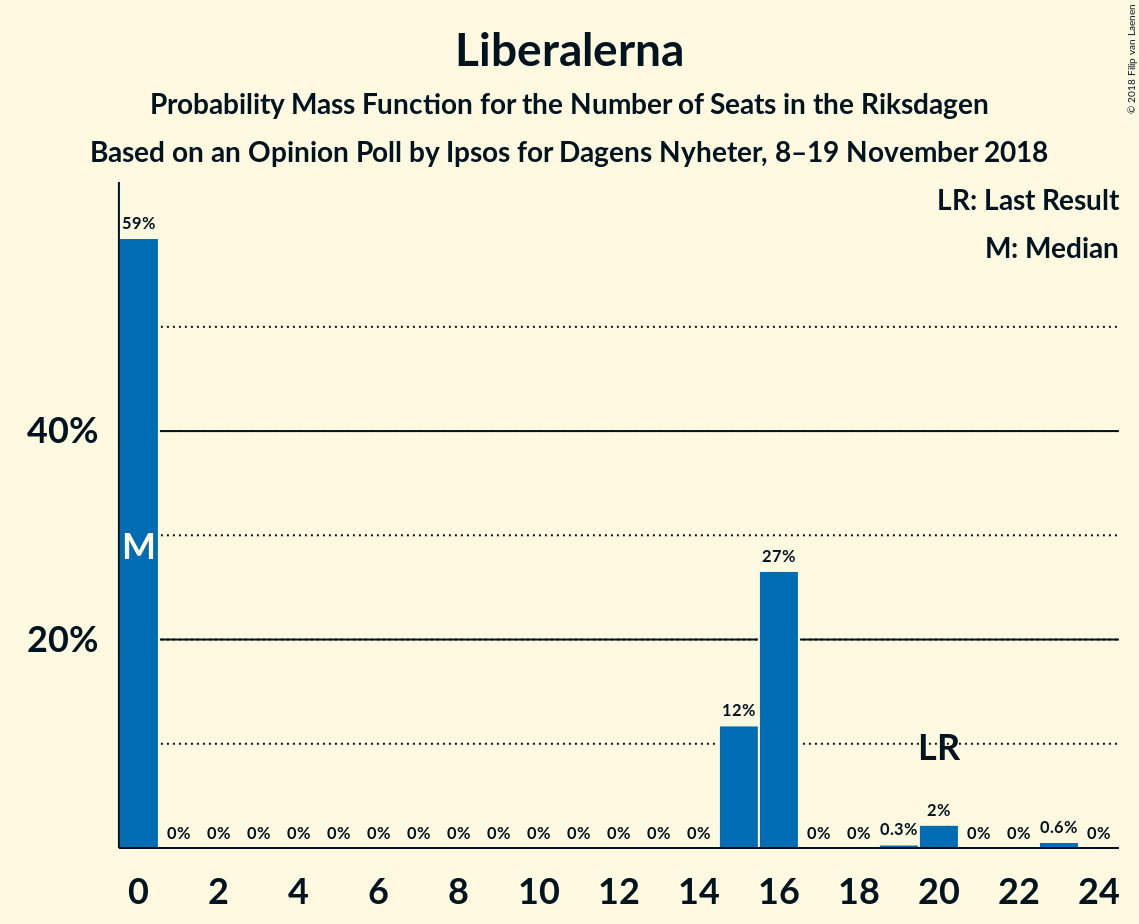 Liberalerna
Probability Mass Function for the Number of Seats in the Riksdagen
Based on an Opinion Poll by Ipsos for Dagens Nyheter, 8–19 November 2018
© 2018 Filip van Laenen
LR: Last Result
M: Median
59%
40%
M
27%
20%
12%
LR
2%
0% 0% 0% 0% 0% 0% 0% 0% 0% 0% 0% 0% 0% 0% 0% 0% 0.3% 0% 0% 0.6% 0%
0 2 4 6 8 10 12 14 16 18 20 22 24